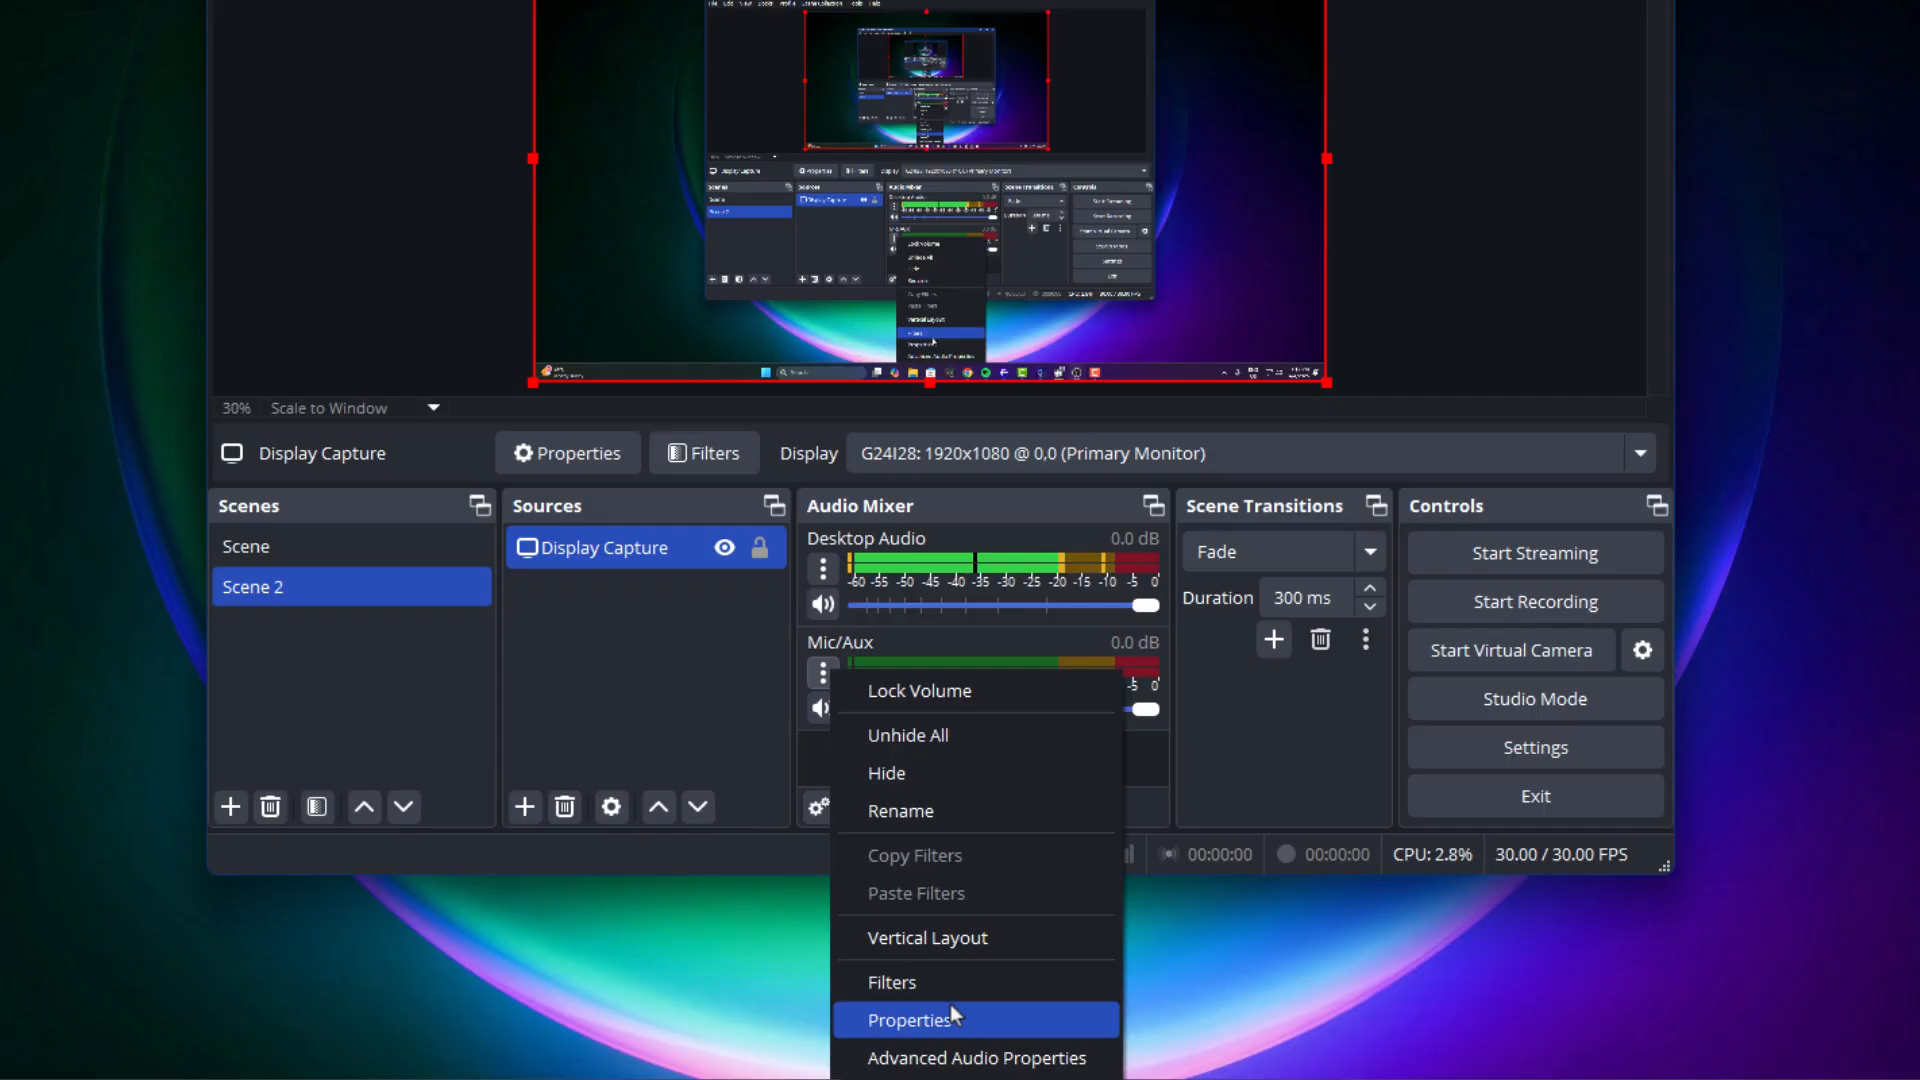 30% Scale to Window
Display Capture Properties Filters Display G24I28: 1920x1080 @ 0,0 (Primary Monitor)
Scenes
Scene
Scene 2
Sources
Display Capture
Audio Mixer
Desktop Audio 0.0 dB
-60 -55 -50 -45 -40 -35 -30 -25 -20 -15 -10 -5 0
Mic/Aux 0.0 dB
-5 0
Lock Volume
Unhide All
Hide
Rename
Copy Filters
Paste Filters
Vertical Layout
Filters
Properties
Advanced Audio Properties
Scene Transitions
Fade
Duration 300 ms
Controls
Start Streaming
Start Recording
Start Virtual Camera
Studio Mode
Settings
Exit
00:00:00 00:00:00 CPU: 2.8% 30.00 / 30.00 FPS